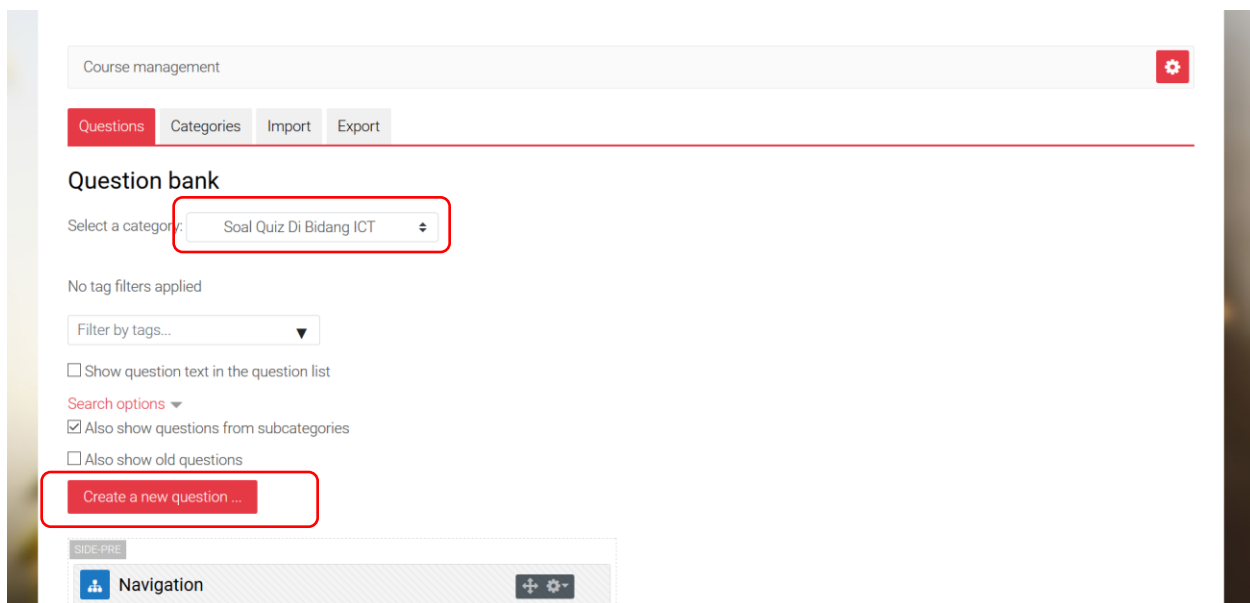 Course management
Questions Categories Import Export
Question bank
Select a category: Soal Quiz Di Bidang ICT
No tag filters applied
Filter by tags...
Show question text in the question list
Search options
Also show questions from subcategories
Also show old questions
Create a new question ...
SIDE-PRE
Navigation